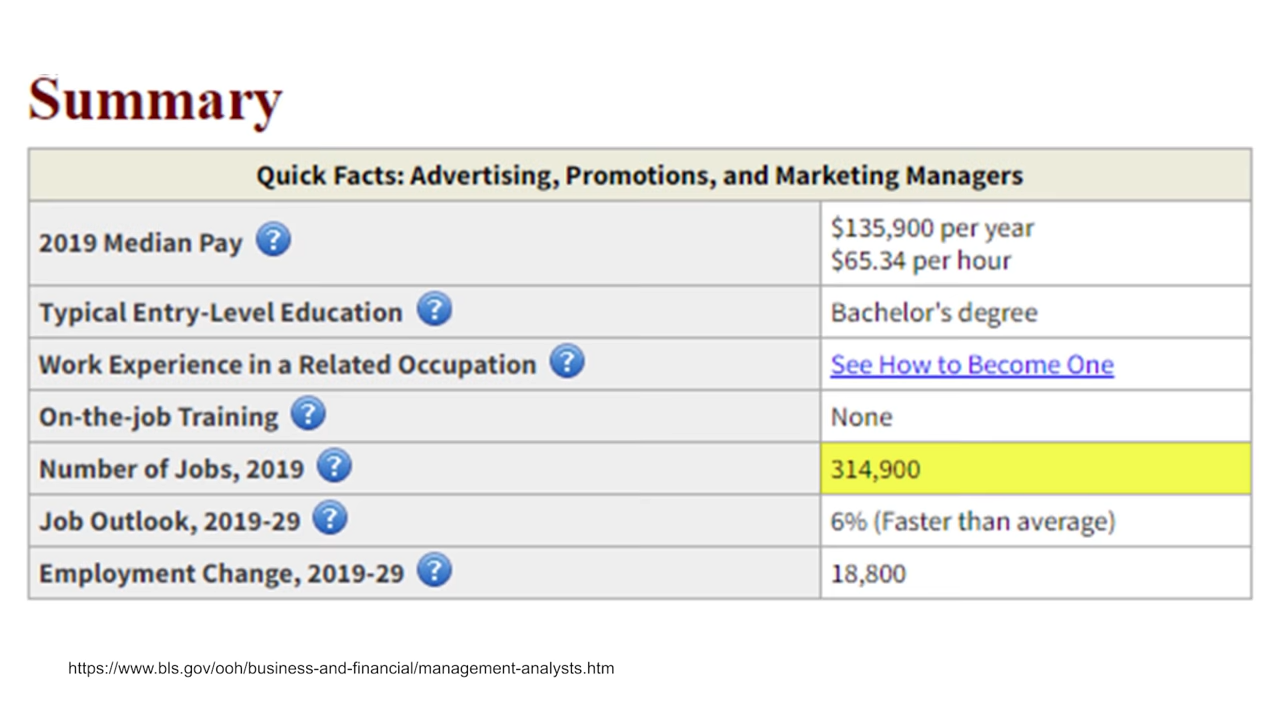 Summary
Quick Facts: Advertising, Promotions, and Marketing Managers
2019 Median Pay ?
$135,900 per year
$65.34 per hour
Typical Entry-Level Education ?
Bachelor's degree
Work Experience in a Related Occupation ?
See How to Become One
On-the-job Training ?
None
Number of Jobs, 2019 ?
314,900
Job Outlook, 2019-29 ?
6% (Faster than average)
Employment Change, 2019-29 ?
18,800
https://www.bls.gov/ooh/business-and-financial/management-analysts.htm